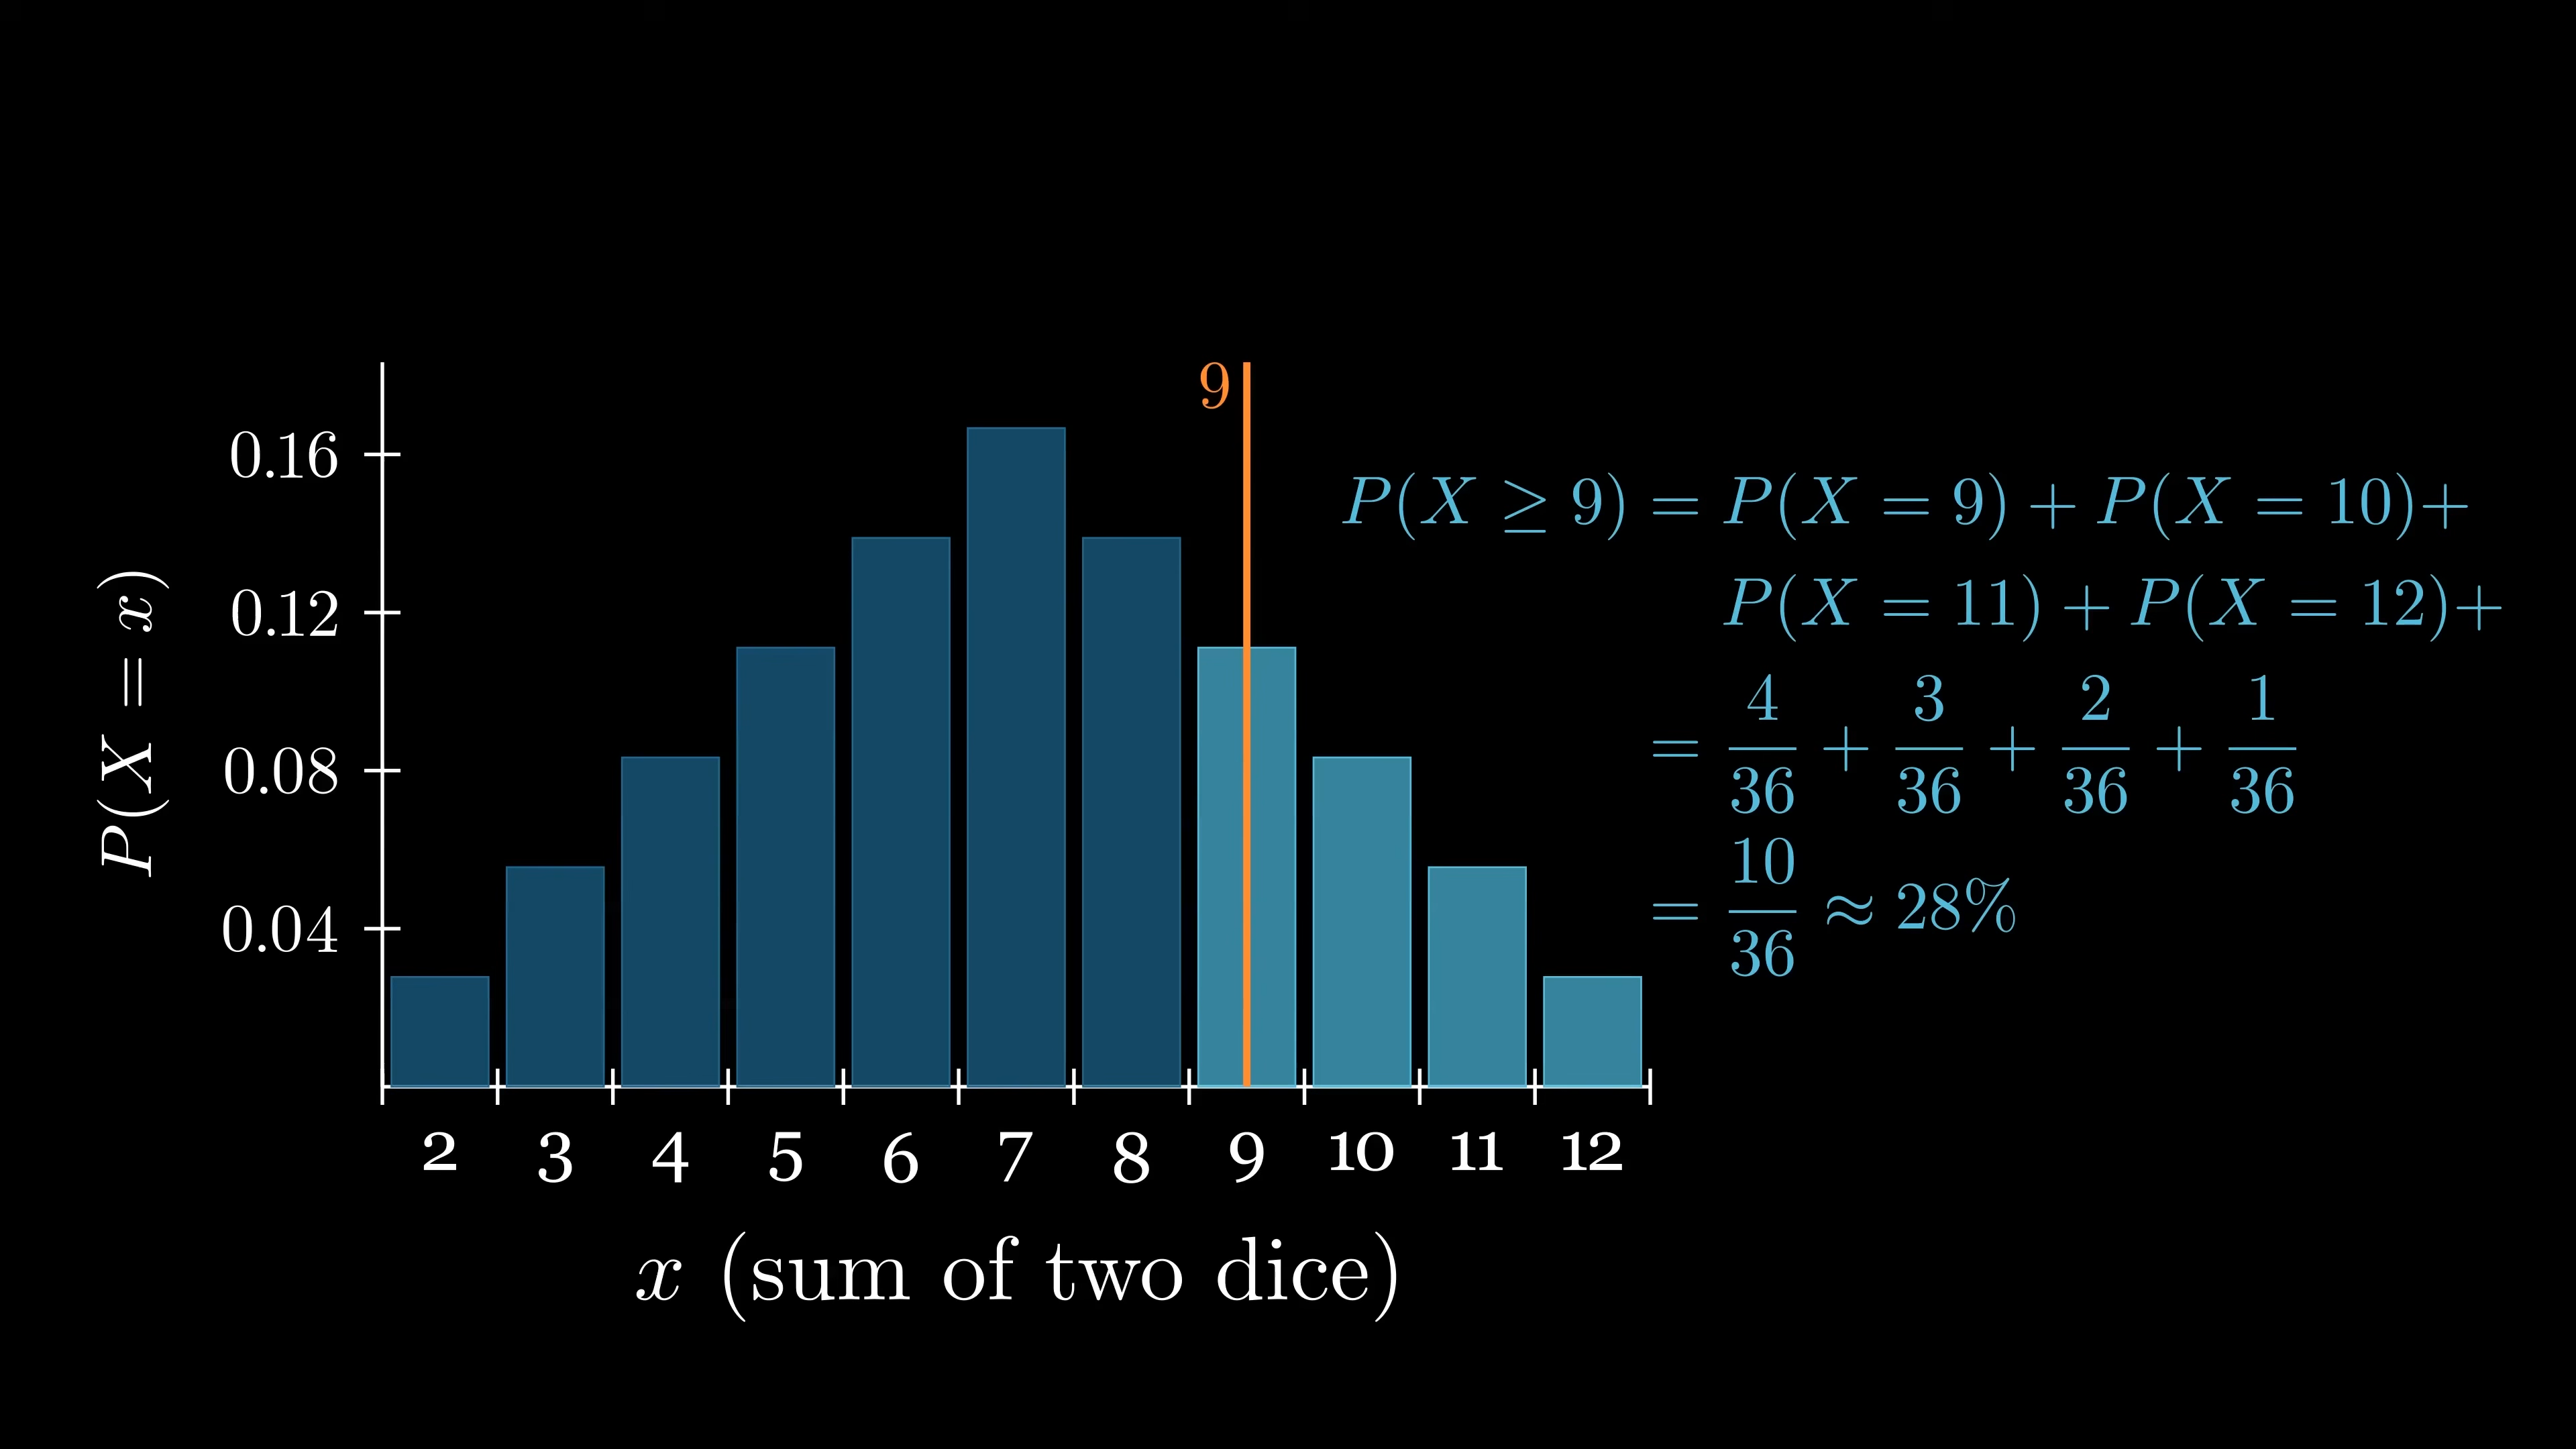 9
0.16
0.12
0.08
0.04
P(X = x)
2 3 4 5 6 7 8 9 10 11 12
x (sum of two dice)
P(X ≥ 9) = P(X = 9) + P(X = 10)+
P(X = 11) + P(X = 12)+
= 4/36 + 3/36 + 2/36 + 1/36
= 10/36 ≈ 28%